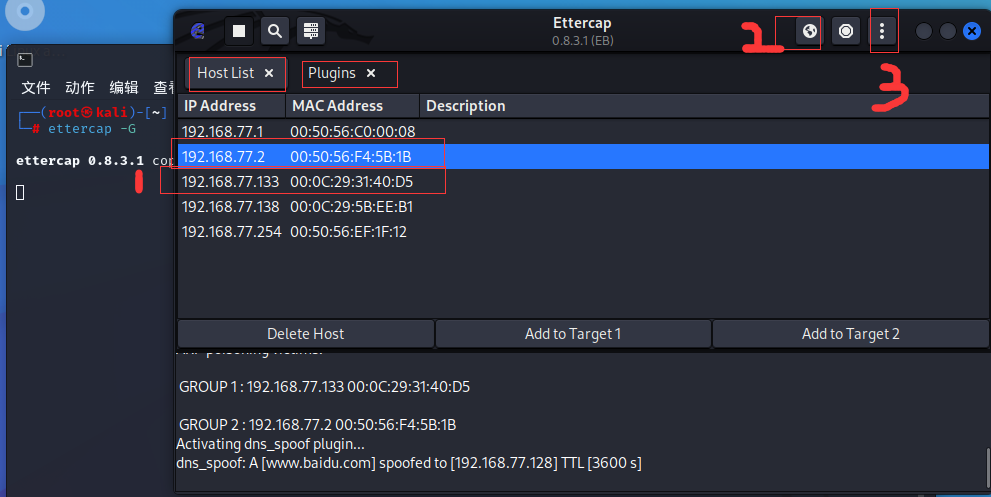 Ettercap
0.8.3.1 (EB)
2
3
1
文件 动作 编辑 查看
(root㉿kali)-[~]
# ettercap -G
ettercap 0.8.3.1 cop
Host List × Plugins ×
IP Address MAC Address Description
192.168.77.1 00:50:56:C0:00:08
192.168.77.2 00:50:56:F4:5B:1B
192.168.77.133 00:0C:29:31:40:D5
192.168.77.138 00:0C:29:5B:EE:B1
192.168.77.254 00:50:56:EF:1F:12
Delete Host Add to Target 1 Add to Target 2
ARP poisoning victims:
GROUP 1 : 192.168.77.133 00:0C:29:31:40:D5
GROUP 2 : 192.168.77.2 00:50:56:F4:5B:1B
Activating dns_spoof plugin...
dns_spoof: A [www.baidu.com] spoofed to [192.168.77.128] TTL [3600 s]